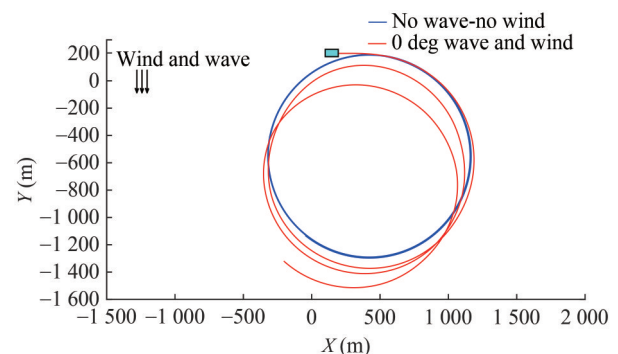 No wave-no wind
0 deg wave and wind
Wind and wave
200
0
−200
−400
−600
−800
−1 000
−1 200
−1 400
−1 600
Y (m)
−1 500 −1 000 −500 0 500 1 000 1 500 2 000
X (m)